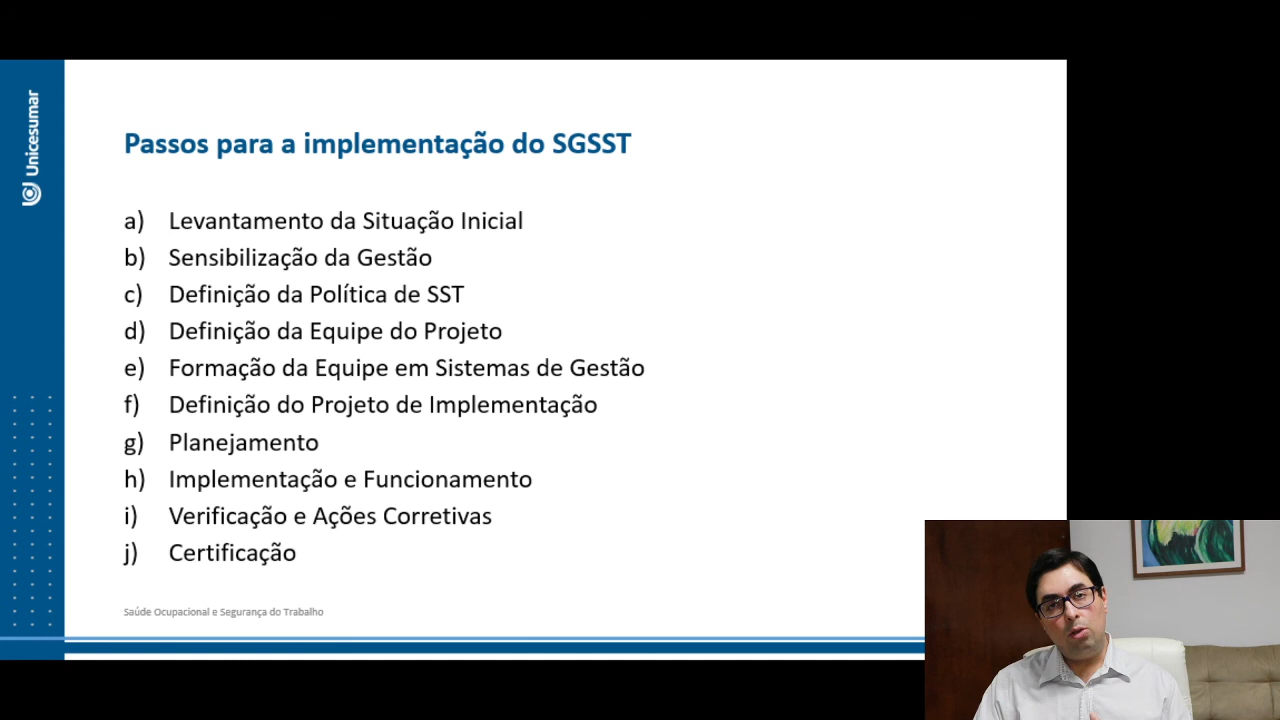 Unicesumar
Passos para a implementação do SGSST
a) Levantamento da Situação Inicial
b) Sensibilização da Gestão
c) Definição da Política de SST
d) Definição da Equipe do Projeto
e) Formação da Equipe em Sistemas de Gestão
f) Definição do Projeto de Implementação
g) Planejamento
h) Implementação e Funcionamento
i) Verificação e Ações Corretivas
j) Certificação
Saúde Ocupacional e Segurança do Trabalho